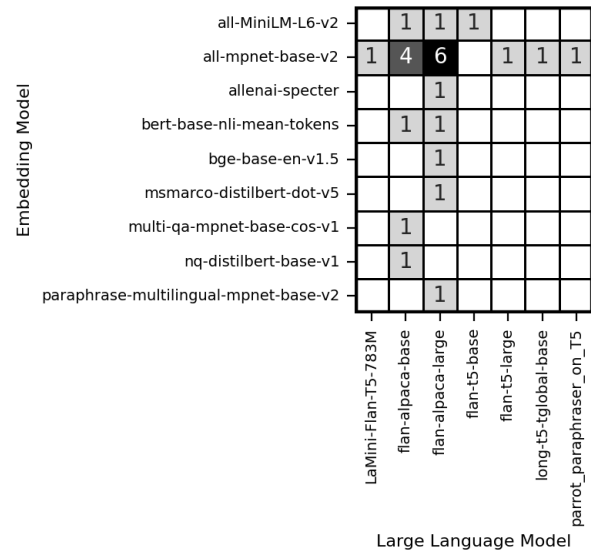 Embedding Model
all-MiniLM-L6-v2 1 1 1
all-mpnet-base-v2 1 4 6 1 1 1
allenai-specter 1
bert-base-nli-mean-tokens 1 1
bge-base-en-v1.5 1
msmarco-distilbert-dot-v5 1
multi-qa-mpnet-base-cos-v1 1
nq-distilbert-base-v1 1
paraphrase-multilingual-mpnet-base-v2 1
LaMini-Flan-T5-783M
flan-alpaca-base
flan-alpaca-large
flan-t5-base
flan-t5-large
long-t5-tglobal-base
parrot_paraphraser_on_T5
Large Language Model